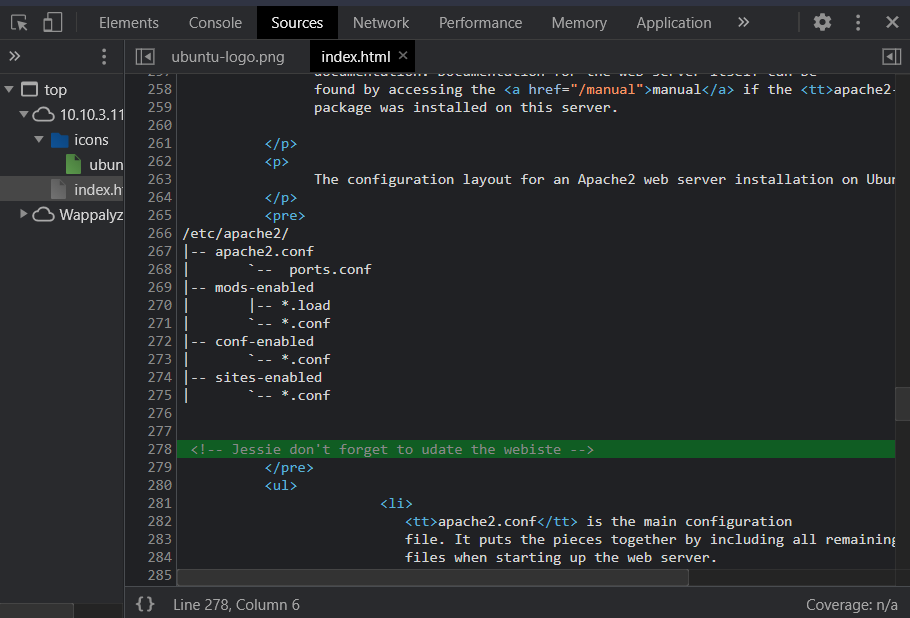 Elements Console Sources Network Performance Memory Application »
» ubuntu-logo.png index.html ×
top
10.10.3.11
icons
ubun
index.h
Wappalyz
257 documentation. Documentation for the web server itself can be
258 found by accessing the <a href="/manual">manual</a> if the <tt>apache2-
259 package was installed on this server.
260
261 </p>
262 <p>
263 The configuration layout for an Apache2 web server installation on Ubun
264 </p>
265 <pre>
266 /etc/apache2/
267 |-- apache2.conf
268 |       `--  ports.conf
269 |-- mods-enabled
270 |       |-- *.load
271 |       `-- *.conf
272 |-- conf-enabled
273 |       `-- *.conf
274 |-- sites-enabled
275 |       `-- *.conf
276
277
278 <!-- Jessie don't forget to udate the webiste -->
279 </pre>
280 <ul>
281 <li>
282 <tt>apache2.conf</tt> is the main configuration
283 file. It puts the pieces together by including all remaining
284 files when starting up the web server.
285
{} Line 278, Column 6 Coverage: n/a